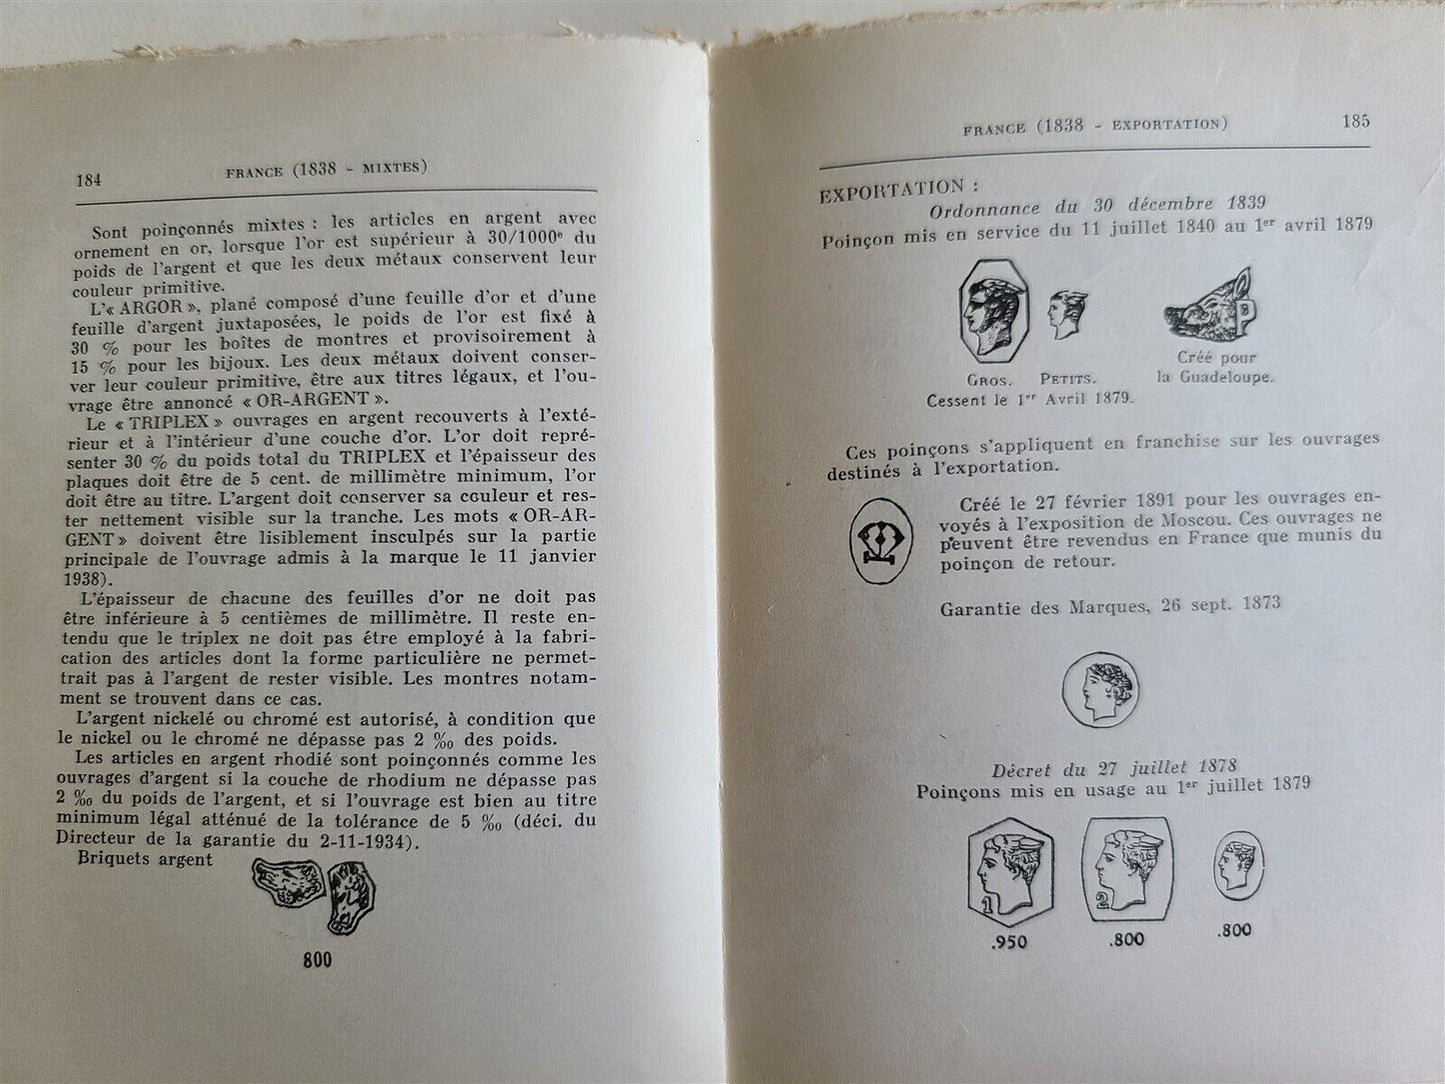 184
FRANCE (1838 - MIXTES)
Sont poinçonnés mixtes : les articles en argent avec
ornement en or, lorsque l'or est supérieur à 30/1000e du
poids de l'argent et que les deux métaux conservent leur
couleur primitive.
L'« ARGOR », plané composé d'une feuille d'or et d'une
feuille d'argent juxtaposées, le poids de l'or est fixé à
30 % pour les boîtes de montres et provisoirement à
15 % pour les bijoux. Les deux métaux doivent conser-
ver leur couleur primitive, être aux titres légaux, et l'ou-
vrage être annoncé « OR-ARGENT ».
Le « TRIPLEX » ouvrages en argent recouverts à l'exté-
rieur et à l'intérieur d'une couche d'or. L'or doit repré-
senter 30 % du poids total du TRIPLEX et l'épaisseur des
plaques doit être de 5 cent. de millimètre minimum, l'or
doit être au titre. L'argent doit conserver sa couleur et res-
ter nettement visible sur la tranche. Les mots « OR-AR-
GENT » doivent être lisiblement insculpés sur la partie
principale de l'ouvrage admis à la marque le 11 janvier
1938).
L'épaisseur de chacune des feuilles d'or ne doit pas
être inférieure à 5 centièmes de millimètre. Il reste en-
tendu que le triplex ne doit pas étre employé à la fabri-
cation des articles dont la forme particulière ne permet-
trait pas à l'argent de rester visible. Les montres notam-
ment se trouvent dans ce cas.
L'argent nickelé ou chromé est autorisé, à condition que
le nickel ou le chromé ne dépasse pas 2 ‰ des poids.
Les articles en argent rhodié sont poinçonnés comme les
ouvrages d'argent si la couche de rhodium ne dépasse pas
2 ‰ du poids de l'argent, et si l'ouvrage est bien au titre
minimum légal atténué de la tolérance de 5 ‰ (déci. du
Directeur de la garantie du 2-11-1934).
Briquets argent
800
FRANCE (1838 - EXPORTATION)
185
EXPORTATION :
Ordonnance du 30 décembre 1839
Poinçon mis en service du 11 juillet 1840 au 1er avril 1879
GROS. PETITS.
Cessent le 1er Avril 1879.
Créé pour
la Guadeloupe.
Ces poinçons s'appliquent en franchise sur les ouvrages
destinés à l'exportation.
Créé le 27 février 1891 pour les ouvrages en-
voyés à l'exposition de Moscou. Ces ouvrages ne
peuvent être revendus en France que munis du
poinçon de retour.
Garantie des Marques, 26 sept. 1873
Décret du 27 juillet 1878
Poinçons mis en usage au 1er juillet 1879
1
2
.950
.800
.800